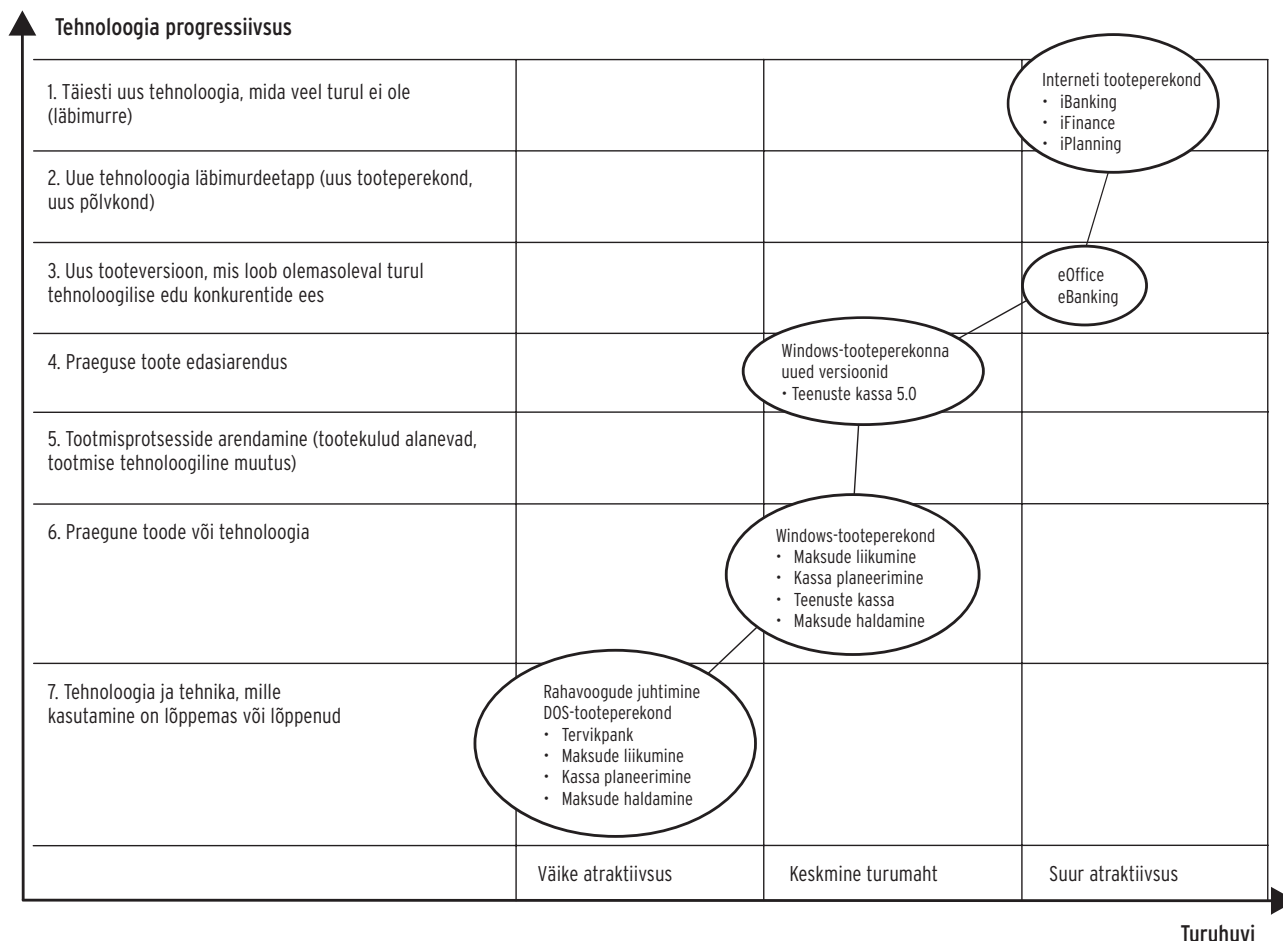 Tehnoloogia progressiivsus
1. Täiesti uus tehnoloogia, mida veel turul ei ole
(läbimurre)
Interneti tooteperekond
• iBanking
• iFinance
• iPlanning
2. Uue tehnoloogia läbimurdeetapp (uus tooteperekond,
uus põlvkond)
3. Uus tooteversioon, mis loob olemasoleval turul
tehnoloogilise edu konkurentide ees
eOffice
eBanking
4. Praeguse toote edasiarendus
Windows-tooteperekonna
uued versioonid
• Teenuste kassa 5.0
5. Tootmisprotsesside arendamine (tootekulud alanevad,
tootmise tehnoloogiline muutus)
6. Praegune toode või tehnoloogia
Windows-tooteperekond
• Maksude liikumine
• Kassa planeerimine
• Teenuste kassa
• Maksude haldamine
7. Tehnoloogia ja tehnika, mille
kasutamine on lõppemas või lõppenud
Rahavoogude juhtimine
DOS-tooteperekond
• Tervikpank
• Maksude liikumine
• Kassa planeerimine
• Maksude haldamine
Väike atraktiivsus
Keskmine turumaht
Suur atraktiivsus
Turuhuvi